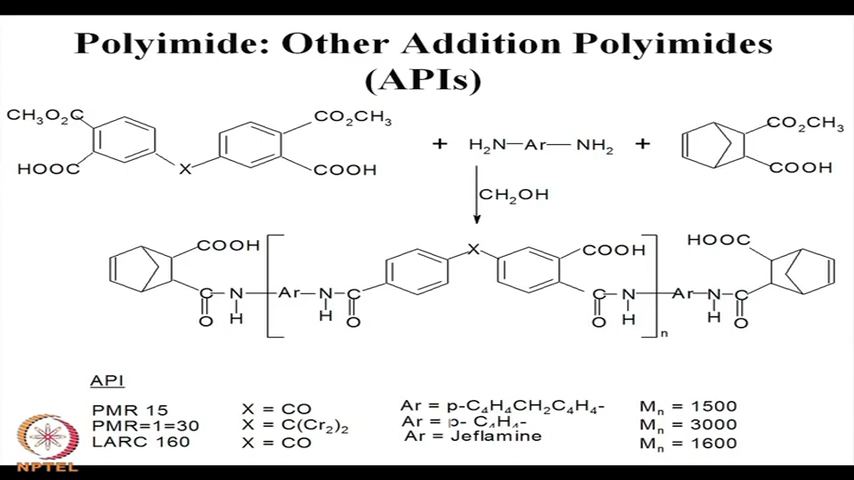 Polyimide: Other Addition Polyimides
(APIs)
CH₃O₂C CO₂CH₃ CO₂CH₃
+ H₂N—Ar—NH₂ +
HOOC X COOH COOH
CH₂OH
COOH X COOH HOOC
C N Ar N C C N Ar N C
O H H O O H H O
n
API
PMR 15 X = CO Ar = p-C₄H₄CH₂C₄H₄- Mₙ = 1500
PMR=1=30 X = C(Cr₂)₂ Ar = p- C₄H₄- Mₙ = 3000
LARC 160 X = CO Ar = Jeflamine Mₙ = 1600
NPTEL